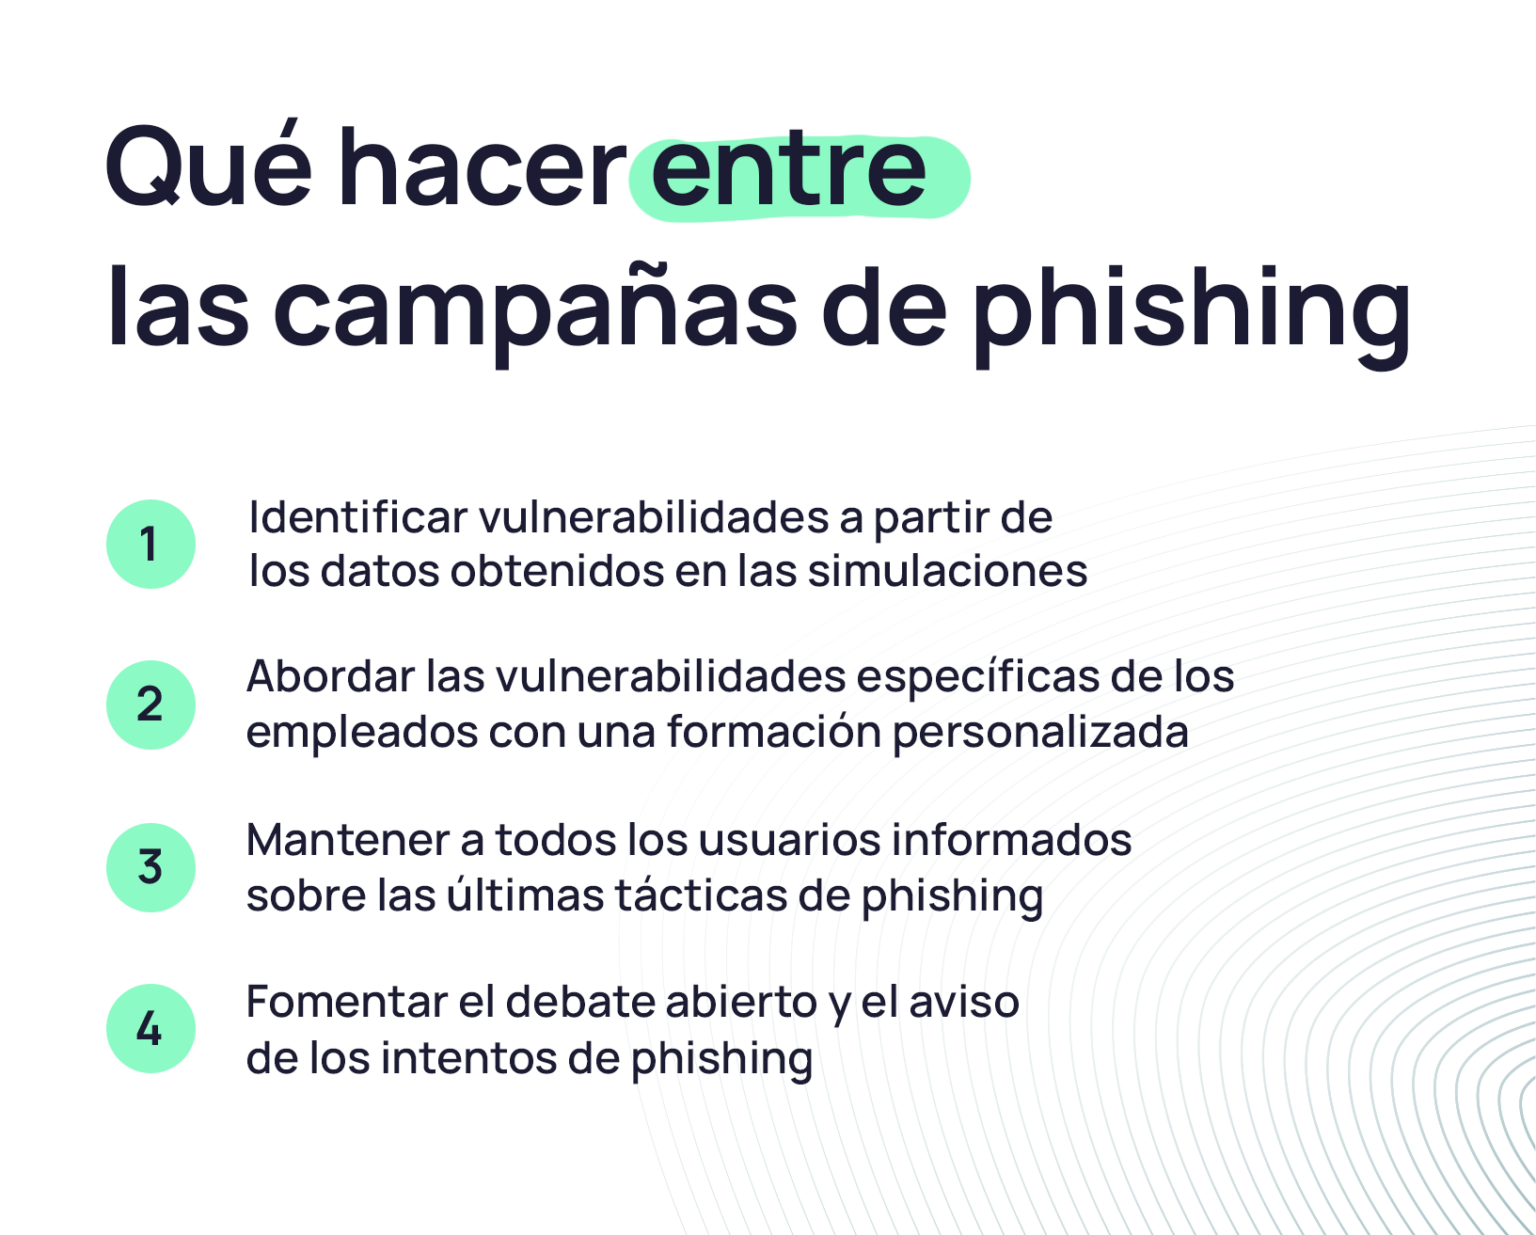 Qué hacer entre
las campañas de phishing
1
Identificar vulnerabilidades a partir de
los datos obtenidos en las simulaciones
2
Abordar las vulnerabilidades específicas de los
empleados con una formación personalizada
3
Mantener a todos los usuarios informados
sobre las últimas tácticas de phishing
4
Fomentar el debate abierto y el aviso
de los intentos de phishing